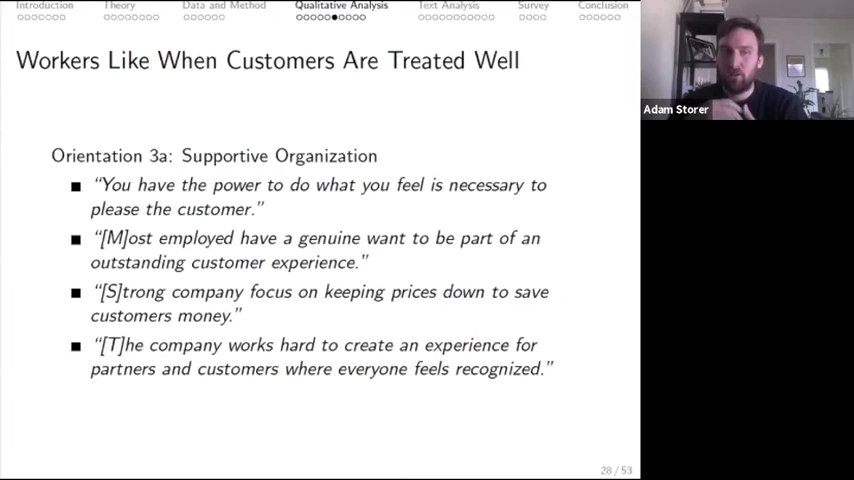 Introduction Theory Data and Method Qualitative Analysis Text Analysis Survey Conclusion
Workers Like When Customers Are Treated Well
Adam Storer
Orientation 3a: Supportive Organization
“You have the power to do what you feel is necessary to
please the customer.”
“[M]ost employed have a genuine want to be part of an
outstanding customer experience.”
“[S]trong company focus on keeping prices down to save
customers money.”
“[T]he company works hard to create an experience for
partners and customers where everyone feels recognized.”
28 / 53